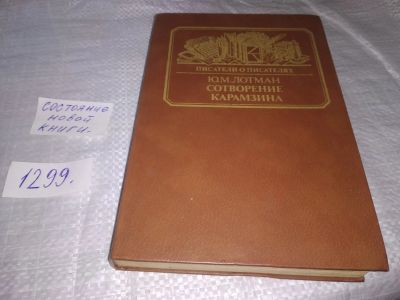 ПИСАТЕЛИ О ПИСАТЕЛЯХ
Ю.М.ЛОТМАН
СОТВОРЕНИЕ
КАРАМЗИНА
СОСТОЯНИЕ
НОВОЙ
КНИГИ.
1299.